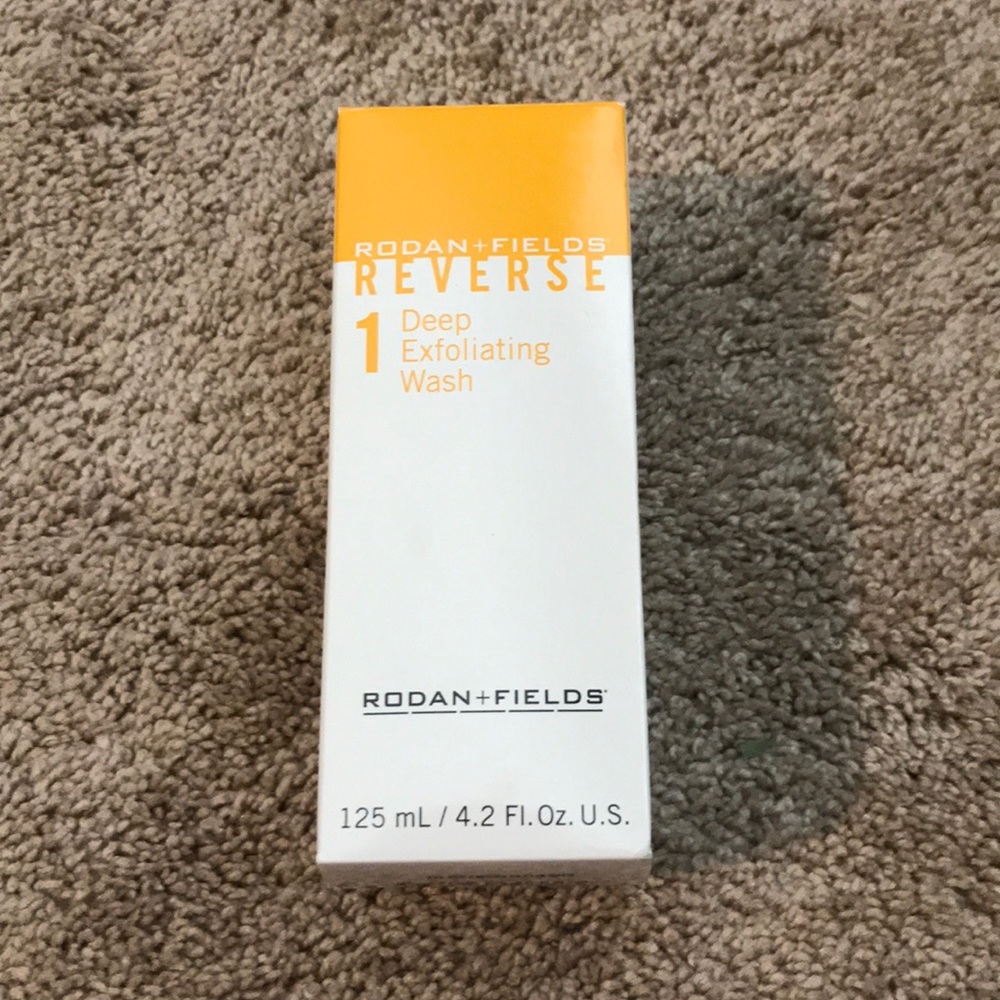 RODAN+FIELDS®
REVERSE
1 Deep
Exfoliating
Wash
RODAN+FIELDS®
125 mL / 4.2 Fl.Oz. U.S.